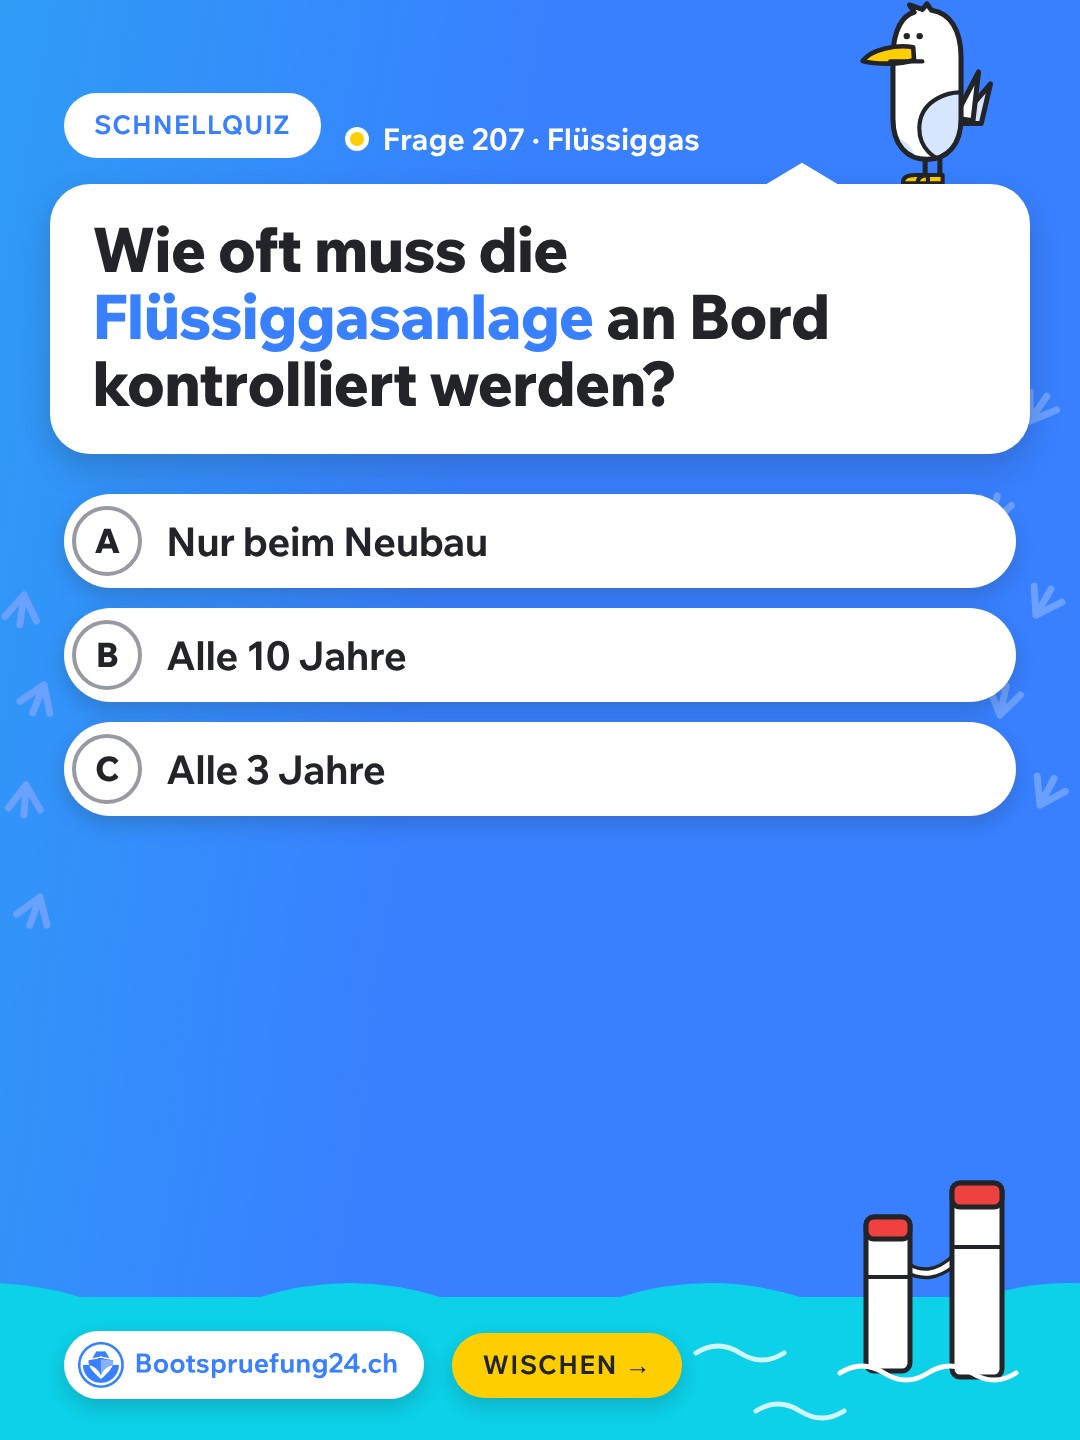 SCHNELLQUIZ
Frage 207 · Flüssiggas
Wie oft muss die
Flüssiggasanlage an Bord
kontrolliert werden?
A Nur beim Neubau
B Alle 10 Jahre
C Alle 3 Jahre
Bootspruefung24.ch
WISCHEN →